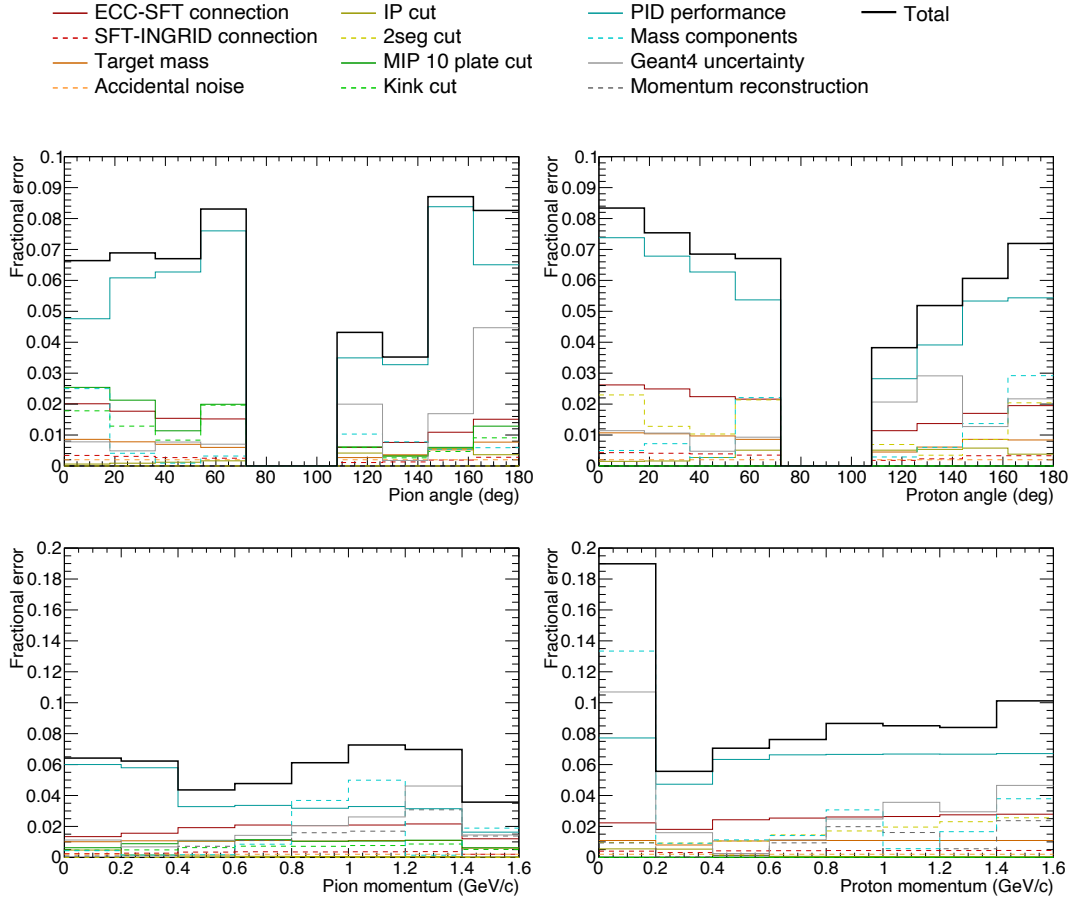 ECC-SFT connection
SFT-INGRID connection
Target mass
Accidental noise
IP cut
2seg cut
MIP 10 plate cut
Kink cut
PID performance
Mass components
Geant4 uncertainty
Momentum reconstruction
Total
Fractional error
0.1
0.09
0.08
0.07
0.06
0.05
0.04
0.03
0.02
0.01
0
0 20 40 60 80 100 120 140 160 180
Pion angle (deg)
Fractional error
0.1
0.09
0.08
0.07
0.06
0.05
0.04
0.03
0.02
0.01
0
0 20 40 60 80 100 120 140 160 180
Proton angle (deg)
Fractional error
0.2
0.18
0.16
0.14
0.12
0.1
0.08
0.06
0.04
0.02
0
0 0.2 0.4 0.6 0.8 1.0 1.2 1.4 1.6
Pion momentum (GeV/c)
Fractional error
0.2
0.18
0.16
0.14
0.12
0.1
0.08
0.06
0.04
0.02
0
0 0.2 0.4 0.6 0.8 1.0 1.2 1.4 1.6
Proton momentum (GeV/c)